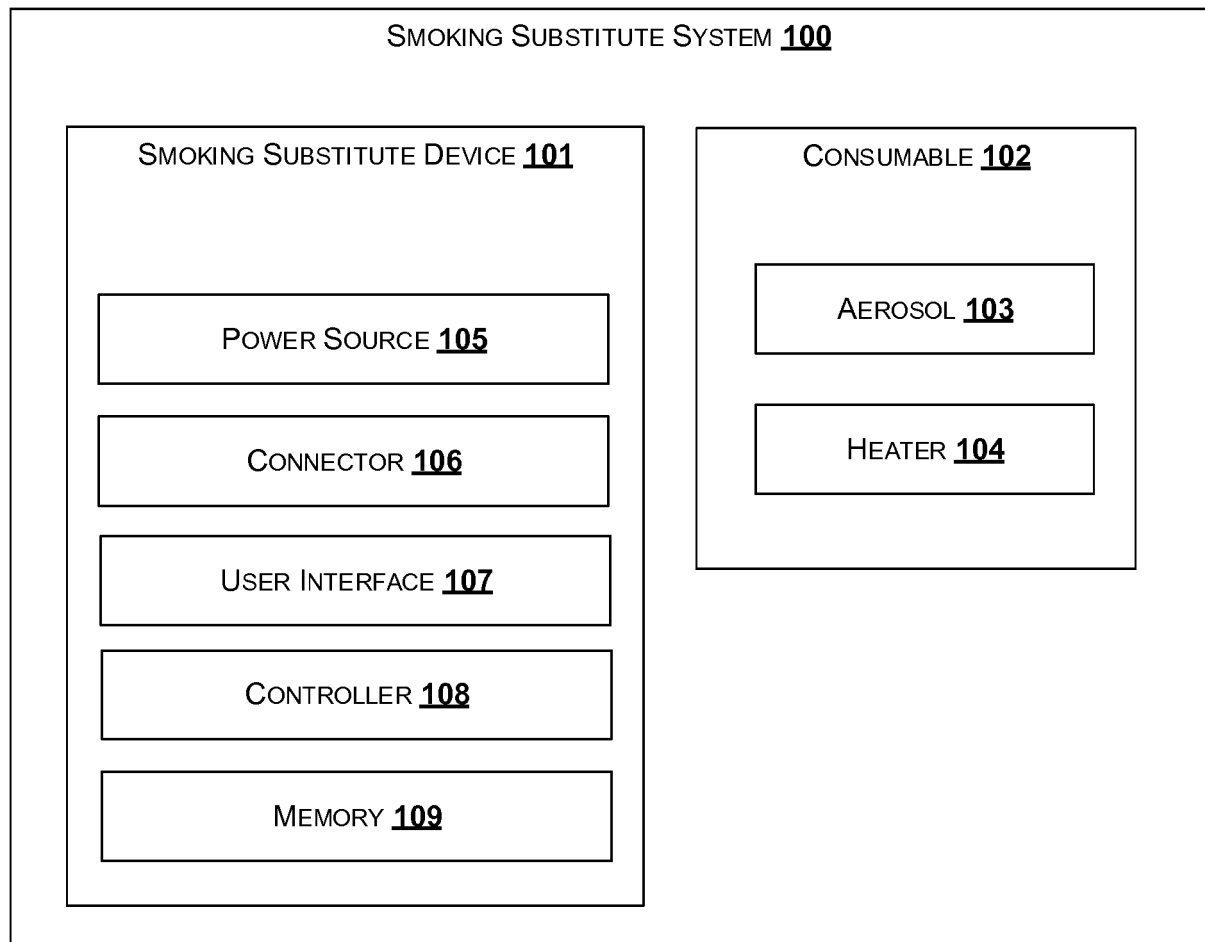 SMOKING SUBSTITUTE SYSTEM 100
SMOKING SUBSTITUTE DEVICE 101
POWER SOURCE 105
CONNECTOR 106
USER INTERFACE 107
CONTROLLER 108
MEMORY 109
CONSUMABLE 102
AEROSOL 103
HEATER 104